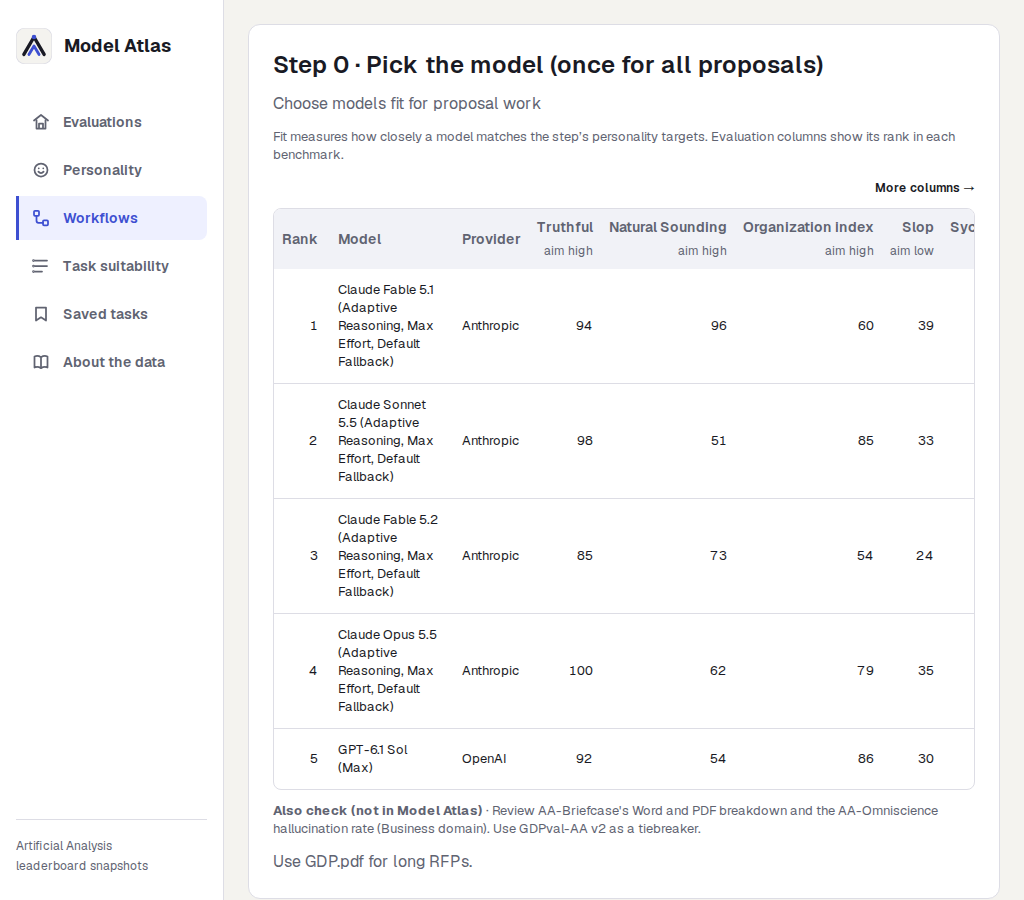 Model Atlas
Evaluations
Personality
Workflows
Task suitability
Saved tasks
About the data
Artificial Analysis
leaderboard snapshots
Step 0 · Pick the model (once for all proposals)
Choose models fit for proposal work
Fit measures how closely a model matches the step's personality targets. Evaluation columns show its rank in each
benchmark.
More columns →
Rank Model Provider Truthful aim high Natural Sounding aim high Organization Index aim high Slop aim low Syc
1 Claude Fable 5.1 (Adaptive Reasoning, Max Effort, Default Fallback) Anthropic 94 96 60 39
2 Claude Sonnet 5.5 (Adaptive Reasoning, Max Effort, Default Fallback) Anthropic 98 51 85 33
3 Claude Fable 5.2 (Adaptive Reasoning, Max Effort, Default Fallback) Anthropic 85 73 54 24
4 Claude Opus 5.5 (Adaptive Reasoning, Max Effort, Default Fallback) Anthropic 100 62 79 35
5 GPT-6.1 Sol (Max) OpenAI 92 54 86 30
Also check (not in Model Atlas) · Review AA-Briefcase's Word and PDF breakdown and the AA-Omniscience
hallucination rate (Business domain). Use GDPval-AA v2 as a tiebreaker.
Use GDP.pdf for long RFPs.